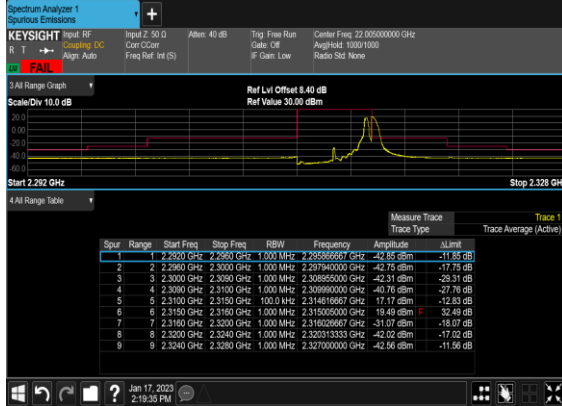 Spectrum Analyzer 1
Spurious Emissions
KEYSIGHT Input: RF Input Z: 50 Ω Atten: 40 dB Trig: Free Run Center Freq: 22.005000000 GHz
R T Coupling: DC Corr CCorr Gate: Off Avg|Hold: 1000/1000
Align: Auto Freq Ref: Int (S) IF Gain: Low Radio Std: None
FAIL
3 All Range Graph
Ref Lvl Offset 8.40 dB
Scale/Div 10.0 dB Ref Value 30.00 dBm
20.0
0.00
-20.0
-40.0
-60.0
Start 2.292 GHz Stop 2.328 GH
4 All Range Table
Measure Trace Trace 1
Trace Type Trace Average (Active)
Spur Range Start Freq Stop Freq RBW Frequency Amplitude ΔLimit
1 1 2.2920 GHz 2.2960 GHz 1.000 MHz 2.295866667 GHz -42.85 dBm -11.85 dB
2 2 2.2960 GHz 2.3000 GHz 1.000 MHz 2.297940000 GHz -42.75 dBm -17.75 dB
3 3 2.3000 GHz 2.3090 GHz 1.000 MHz 2.308955000 GHz -42.31 dBm -29.31 dB
4 4 2.3090 GHz 2.3100 GHz 1.000 MHz 2.309990000 GHz -40.76 dBm -27.76 dB
5 5 2.3100 GHz 2.3150 GHz 100.0 kHz 2.314616667 GHz 17.17 dBm -12.83 dB
6 6 2.3150 GHz 2.3160 GHz 1.000 MHz 2.315005000 GHz 19.49 dBm F 32.49 dB
7 7 2.3160 GHz 2.3200 GHz 1.000 MHz 2.316026667 GHz -31.07 dBm -18.07 dB
8 8 2.3200 GHz 2.3240 GHz 1.000 MHz 2.320313333 GHz -42.02 dBm -17.02 dB
9 9 2.3240 GHz 2.3280 GHz 1.000 MHz 2.327000000 GHz -42.56 dBm -11.56 dB
Jan 17, 2023
2:19:35 PM